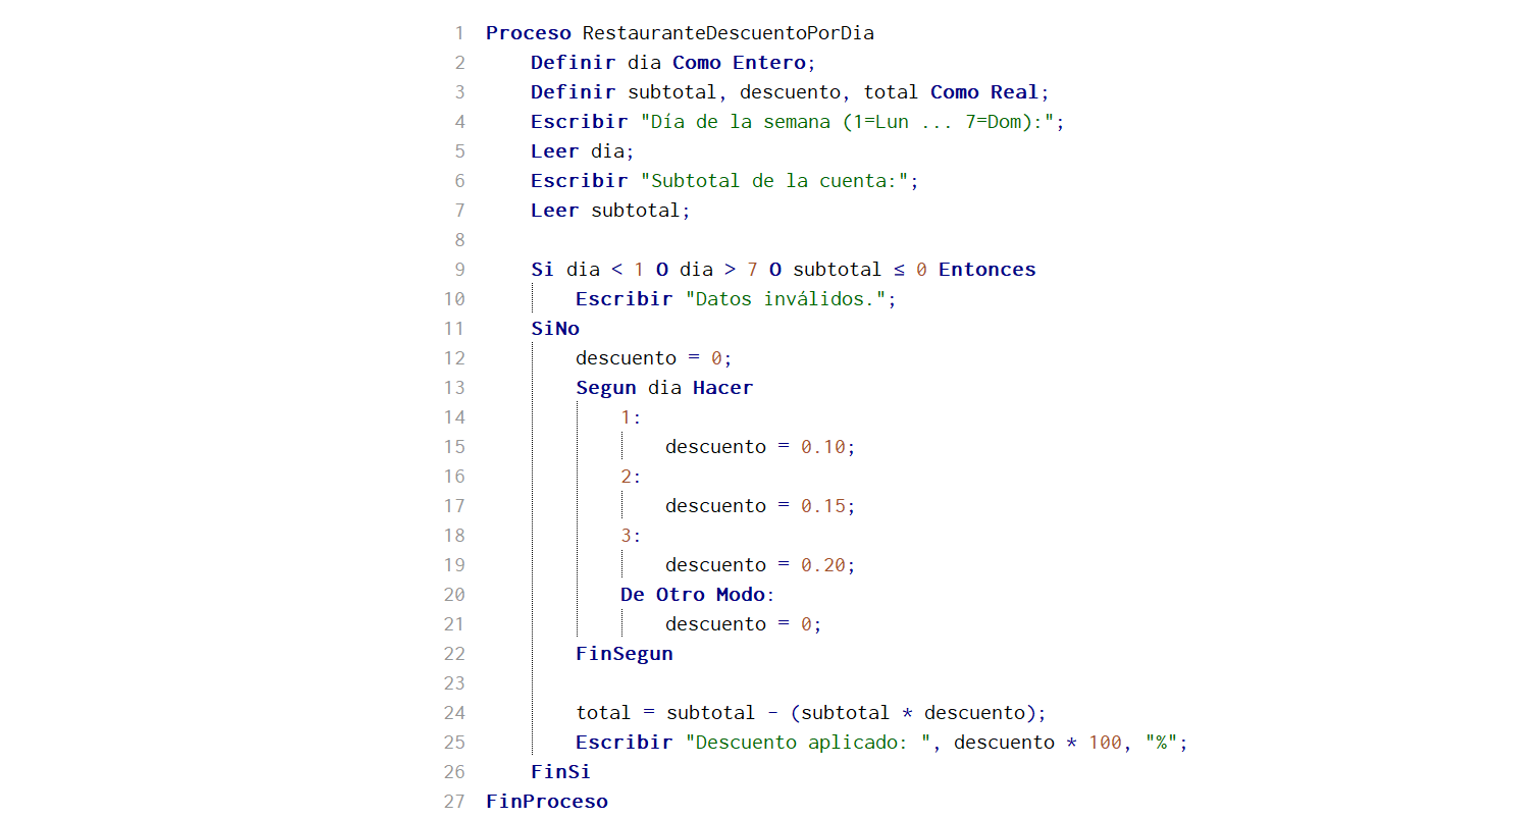 1 Proceso RestauranteDescuentoPorDia
2 Definir dia Como Entero;
3 Definir subtotal, descuento, total Como Real;
4 Escribir "Día de la semana (1=Lun ... 7=Dom):";
5 Leer dia;
6 Escribir "Subtotal de la cuenta:";
7 Leer subtotal;
8
9 Si dia < 1 O dia > 7 O subtotal ≤ 0 Entonces
10 Escribir "Datos inválidos.";
11 SiNo
12 descuento = 0;
13 Segun dia Hacer
14 1:
15 descuento = 0.10;
16 2:
17 descuento = 0.15;
18 3:
19 descuento = 0.20;
20 De Otro Modo:
21 descuento = 0;
22 FinSegun
23
24 total = subtotal - (subtotal * descuento);
25 Escribir "Descuento aplicado: ", descuento * 100, "%";
26 FinSi
27 FinProceso